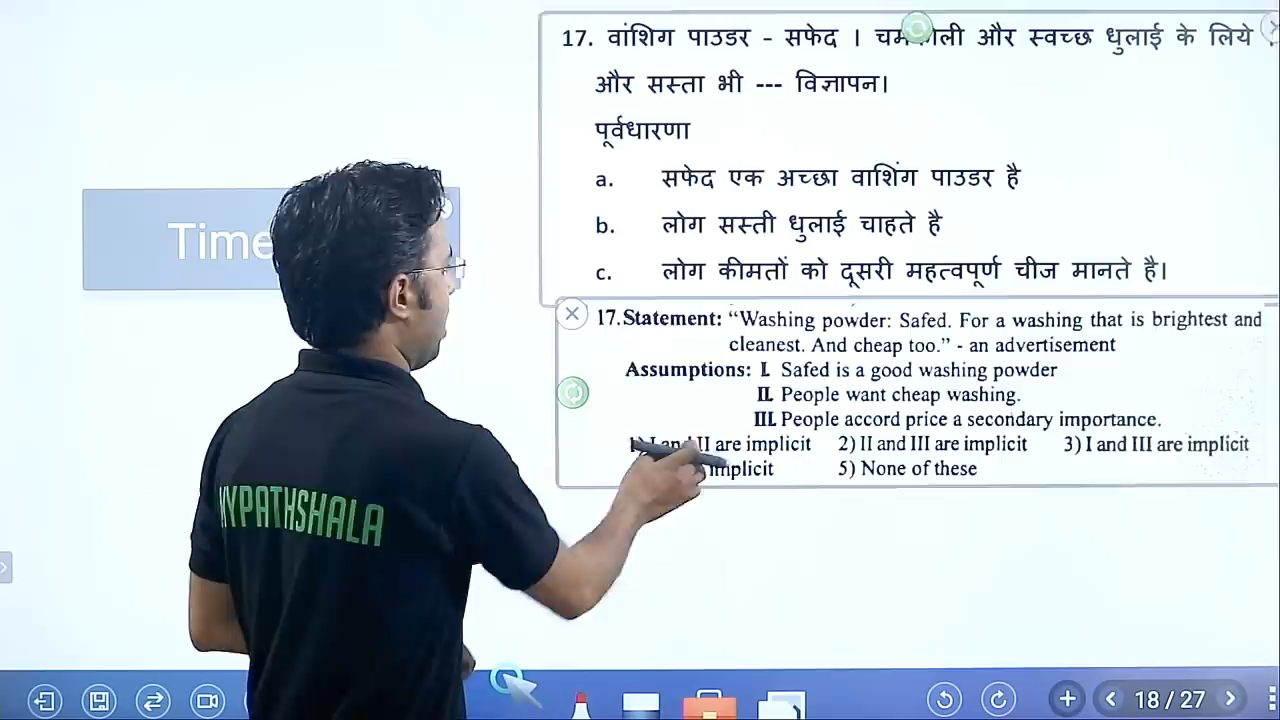 17. वांशिग पाउडर - सफेद । और स्वच्छ धुलाई के लिये
और सस्ता भी --- विज्ञापन।
पूर्वधारणा
a. सफेद एक अच्छा वाशिंग पाउडर है
b. लोग सस्ती धुलाई चाहते है
c. लोग कीमतों को दूसरी महत्वपूर्ण चीज मानते है।
Time
17. Statement: “Washing powder: Safed. For a washing that is brightest and
cleanest. And cheap too.” - an advertisement
Assumptions: I. Safed is a good washing powder
II. People want cheap washing.
III. People accord price a secondary importance.
1) I and II are implicit 2) II and III are implicit 3) I and III are implicit
implicit 5) None of these
MYPATHSHALA
18 / 27